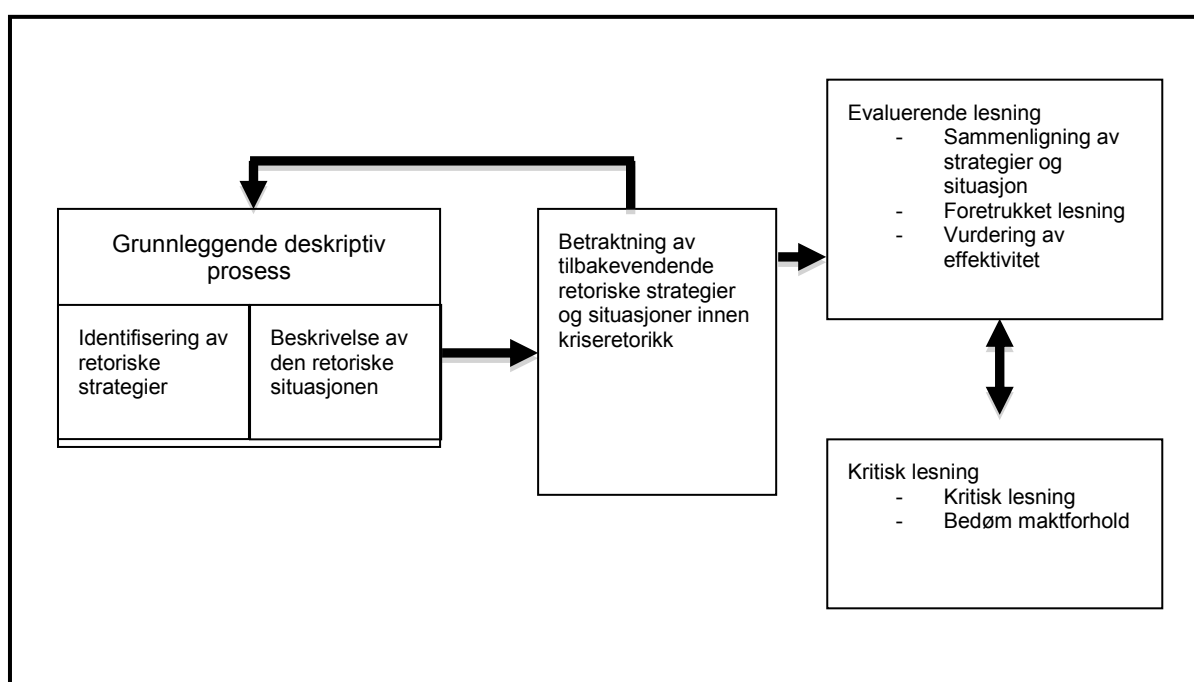 Grunnleggende deskriptiv
prosess
Identifisering av
retoriske
strategier
Beskrivelse av
den retoriske
situasjonen
Betraktning av
tilbakevendende
retoriske strategier
og situasjoner innen
kriseretorikk
Evaluerende lesning
- Sammenligning av
strategier og
situasjon
- Foretrukket lesning
- Vurdering av
effektivitet
Kritisk lesning
- Kritisk lesning
- Bedøm maktforhold